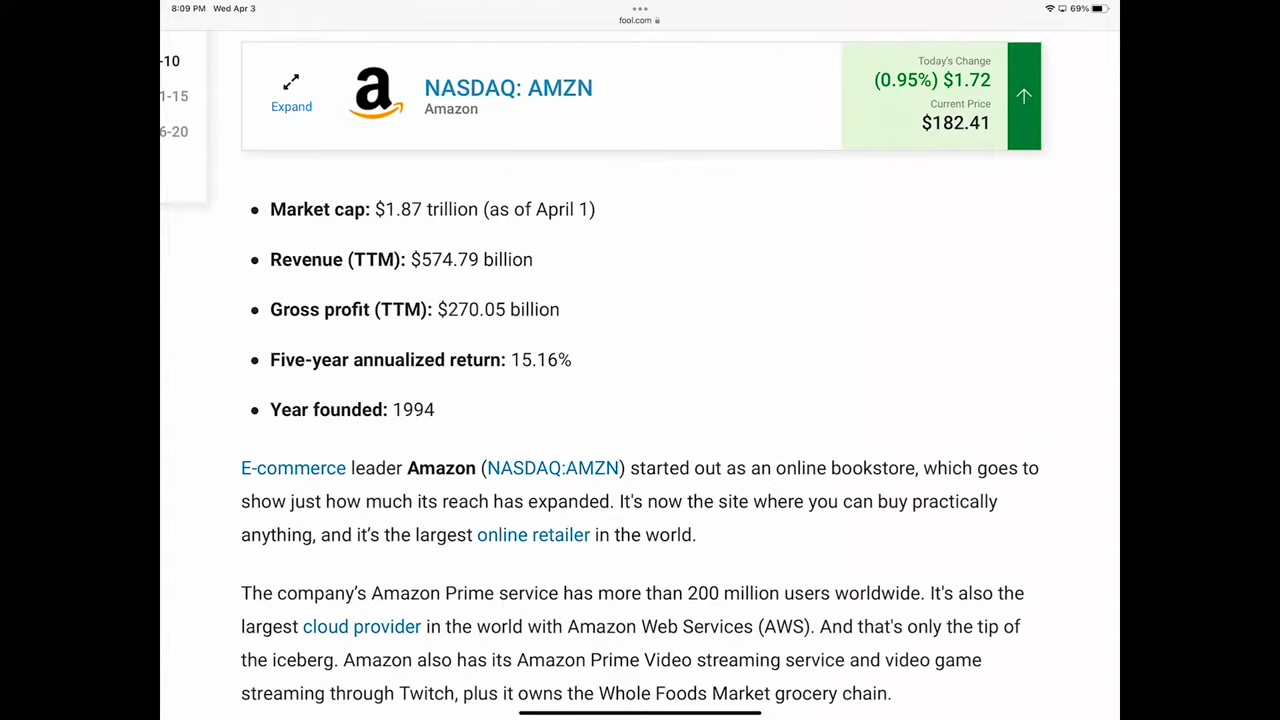 8:09 PM Wed Apr 3
69%
fool.com
-10
1-15
6-20
Expand
NASDAQ: AMZN
Amazon
Today's Change
(0.95%) $1.72
Current Price
$182.41
• Market cap: $1.87 trillion (as of April 1)
• Revenue (TTM): $574.79 billion
• Gross profit (TTM): $270.05 billion
• Five-year annualized return: 15.16%
• Year founded: 1994
E-commerce leader Amazon (NASDAQ:AMZN) started out as an online bookstore, which goes to
show just how much its reach has expanded. It's now the site where you can buy practically
anything, and it’s the largest online retailer in the world.
The company’s Amazon Prime service has more than 200 million users worldwide. It's also the
largest cloud provider in the world with Amazon Web Services (AWS). And that's only the tip of
the iceberg. Amazon also has its Amazon Prime Video streaming service and video game
streaming through Twitch, plus it owns the Whole Foods Market grocery chain.